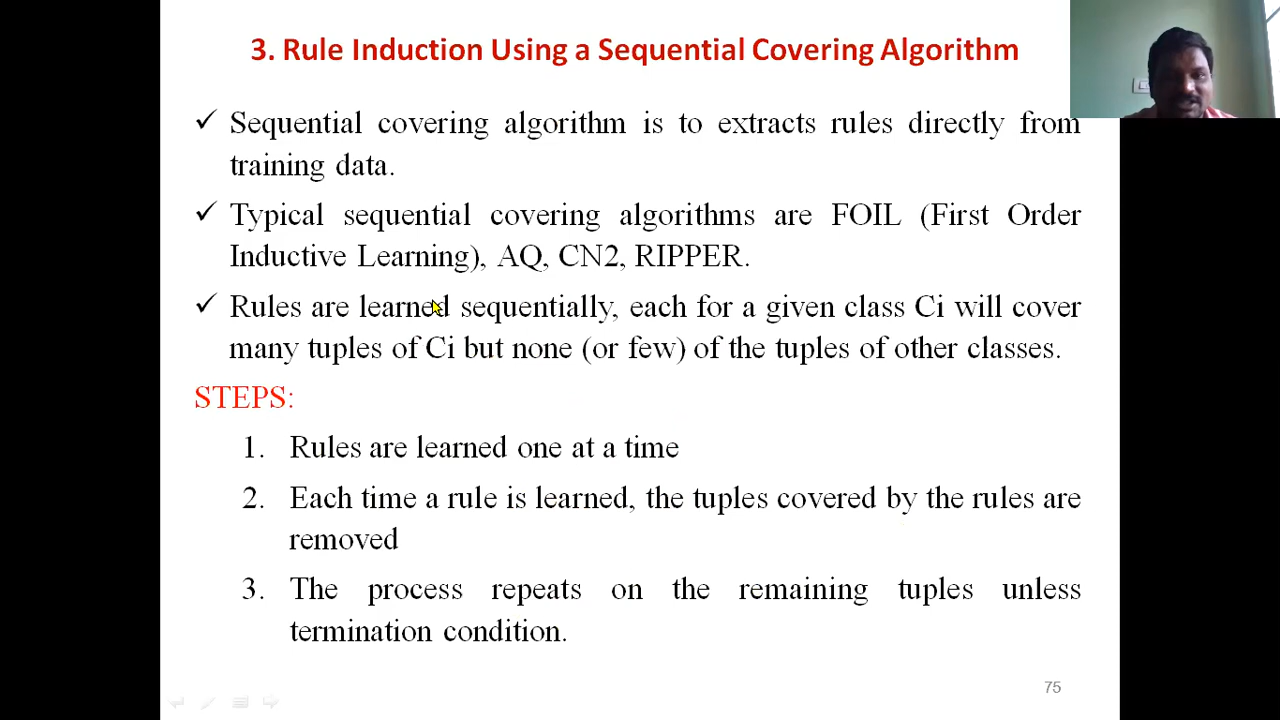 3. Rule Induction Using a Sequential Covering Algorithm
✓ Sequential covering algorithm is to extracts rules directly from
training data.
✓ Typical sequential covering algorithms are FOIL (First Order
Inductive Learning), AQ, CN2, RIPPER.
✓ Rules are learned sequentially, each for a given class Ci will cover
many tuples of Ci but none (or few) of the tuples of other classes.
STEPS:
1. Rules are learned one at a time
2. Each time a rule is learned, the tuples covered by the rules are
removed
3. The process repeats on the remaining tuples unless
termination condition.
75